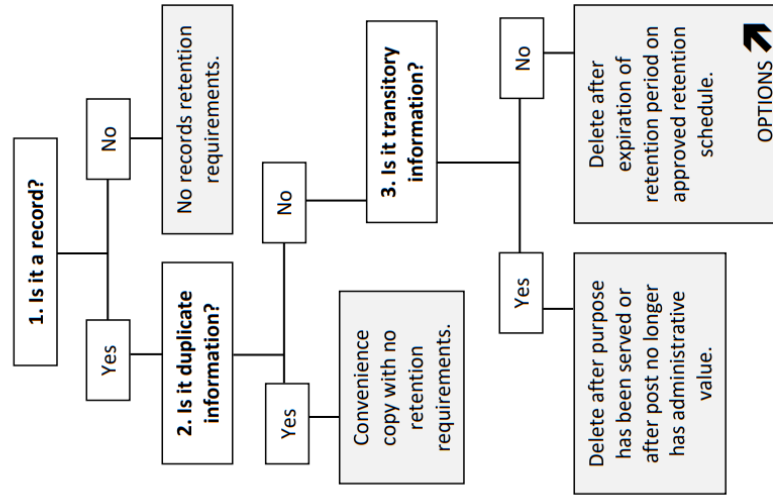 1. Is it a record?
Yes
No
2. Is it duplicate
information?
No records retention
requirements.
Yes
No
Convenience
copy with no
retention
requirements.
3. Is it transitory
information?
Yes
No
Delete after purpose
has been served or
after post no longer
has administrative
value.
Delete after
expiration of
retention period on
approved retention
schedule.
OPTIONS